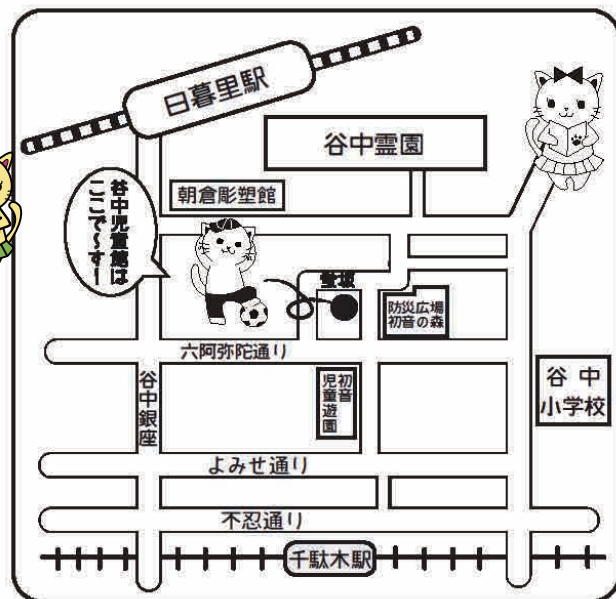 日暮里駅
谷中霊園
朝倉彫塑館
谷中児童館は
ここで〜す！
螢坂
防災広場
初音の森
六阿弥陀通り
谷中銀座
初音
児童遊園
谷中
小学校
よみせ通り
不忍通り
千駄木駅